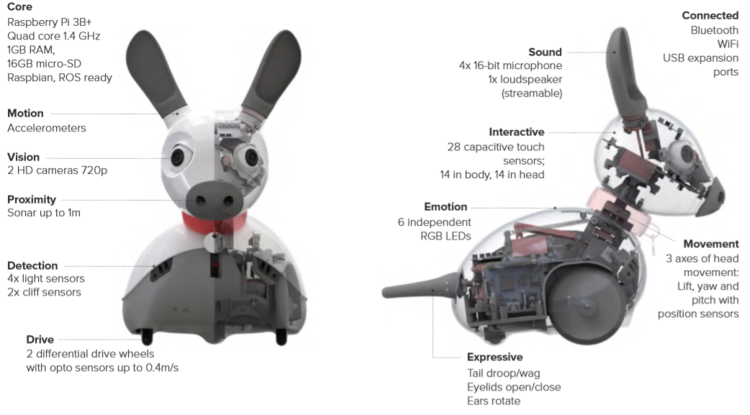 Core
Raspberry Pi 3B+
Quad core 1.4 GHz
1GB RAM,
16GB micro-SD
Raspbian, ROS ready
Motion
Accelerometers
Vision
2 HD cameras 720p
Proximity
Sonar up to 1m
Detection
4x light sensors
2x cliff sensors
Drive
2 differential drive wheels
with opto sensors up to 0.4m/s
Sound
4x 16-bit microphone
1x loudspeaker
(streamable)
Interactive
28 capacitive touch
sensors;
14 in body, 14 in head
Emotion
6 independent
RGB LEDs
Connected
Bluetooth
WiFi
USB expansion
ports
Movement
3 axes of head
movement:
Lift, yaw and
pitch with
position sensors
Expressive
Tail droop/wag
Eyelids open/close
Ears rotate